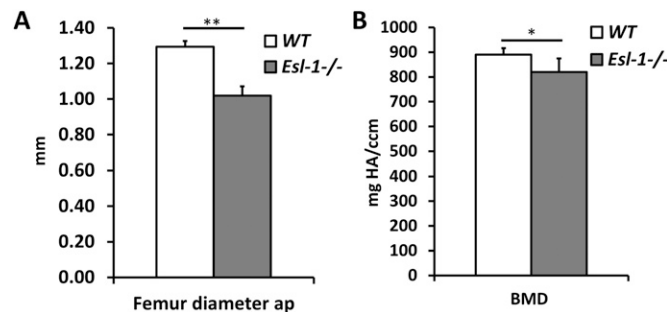 A
**
1.40
1.20
1.00
0.80
0.60
0.40
0.20
0.00
mm
WT
Esl-1-/-
Femur diameter ap
B
*
1000
900
800
700
600
500
400
300
200
100
0
mg HA/ccm
WT
Esl-1-/-
BMD